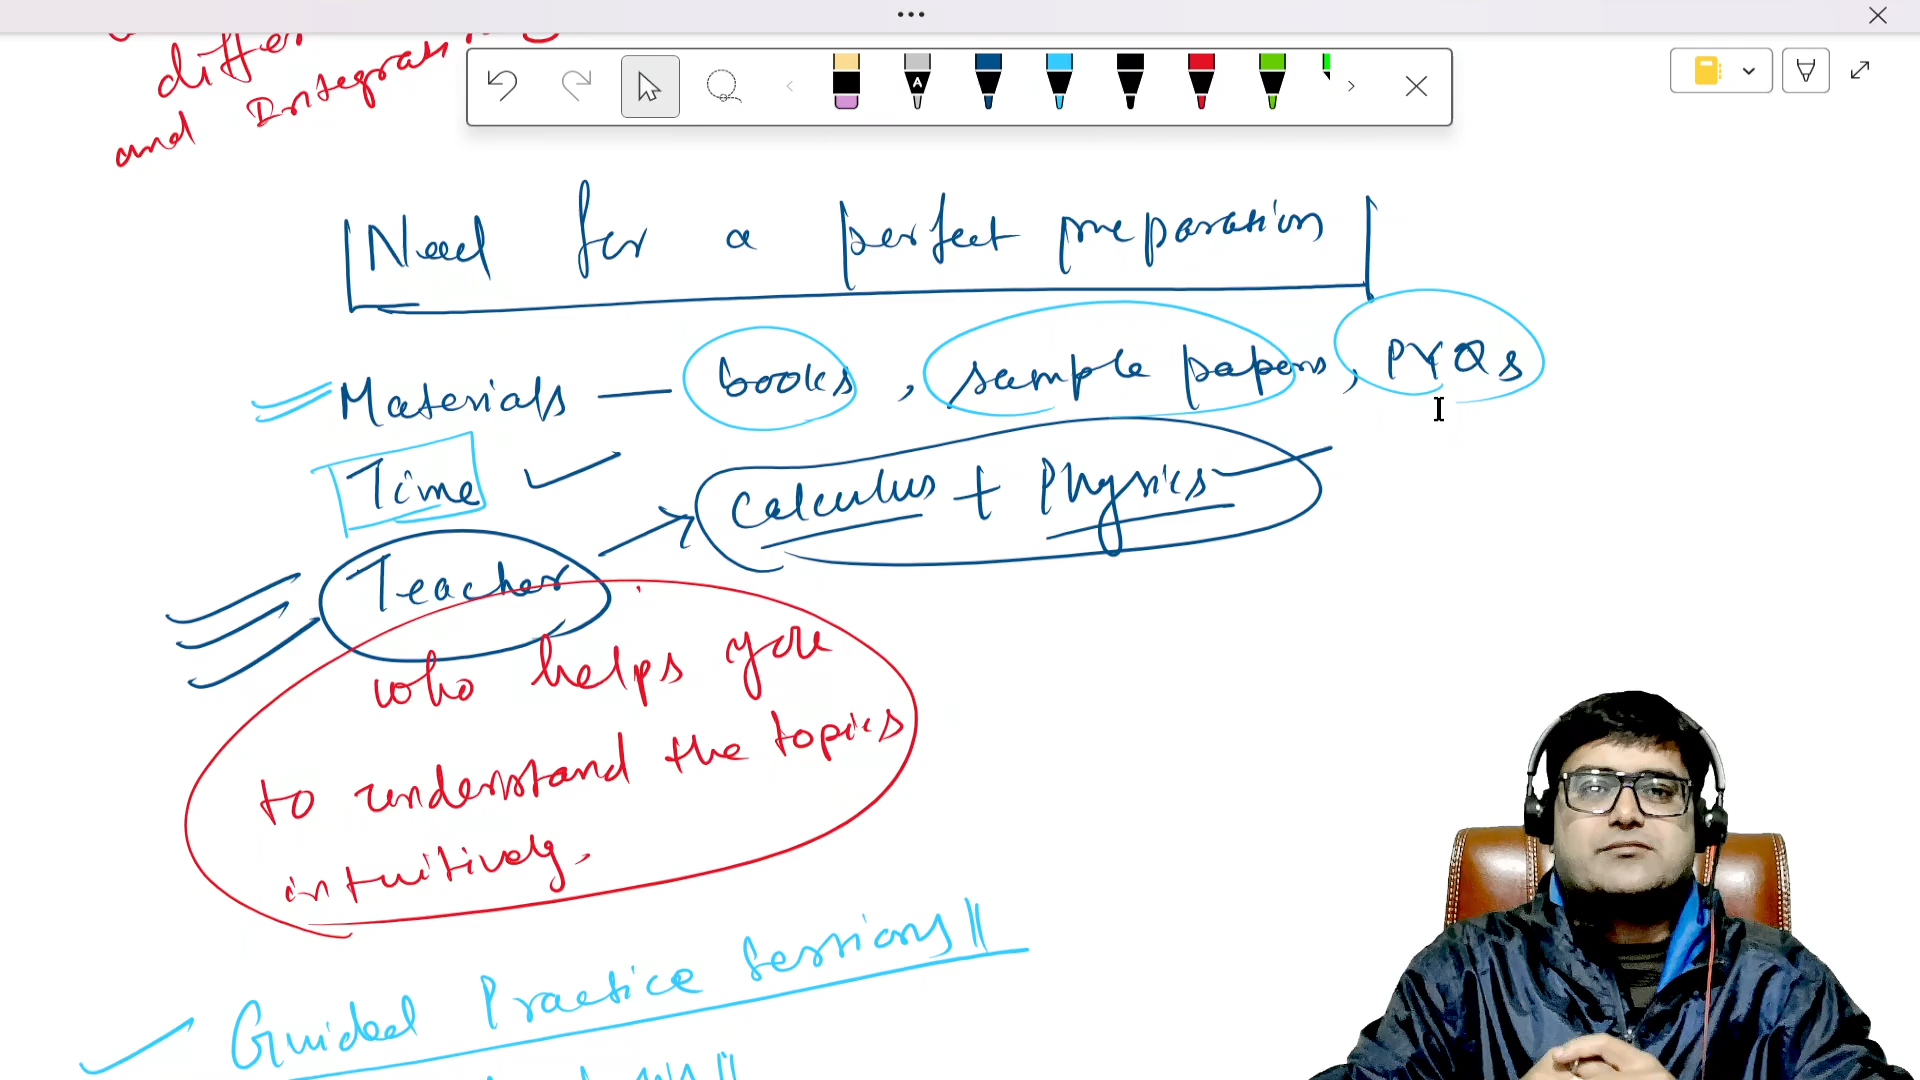 differ
and Integrati
Need for a perfect preparation
Materials — books, sample papers, PYQs
Time
Teacher → Calculus + Physics
who helps you
to understand the topics
intuitively.
Guided Practice Sessions